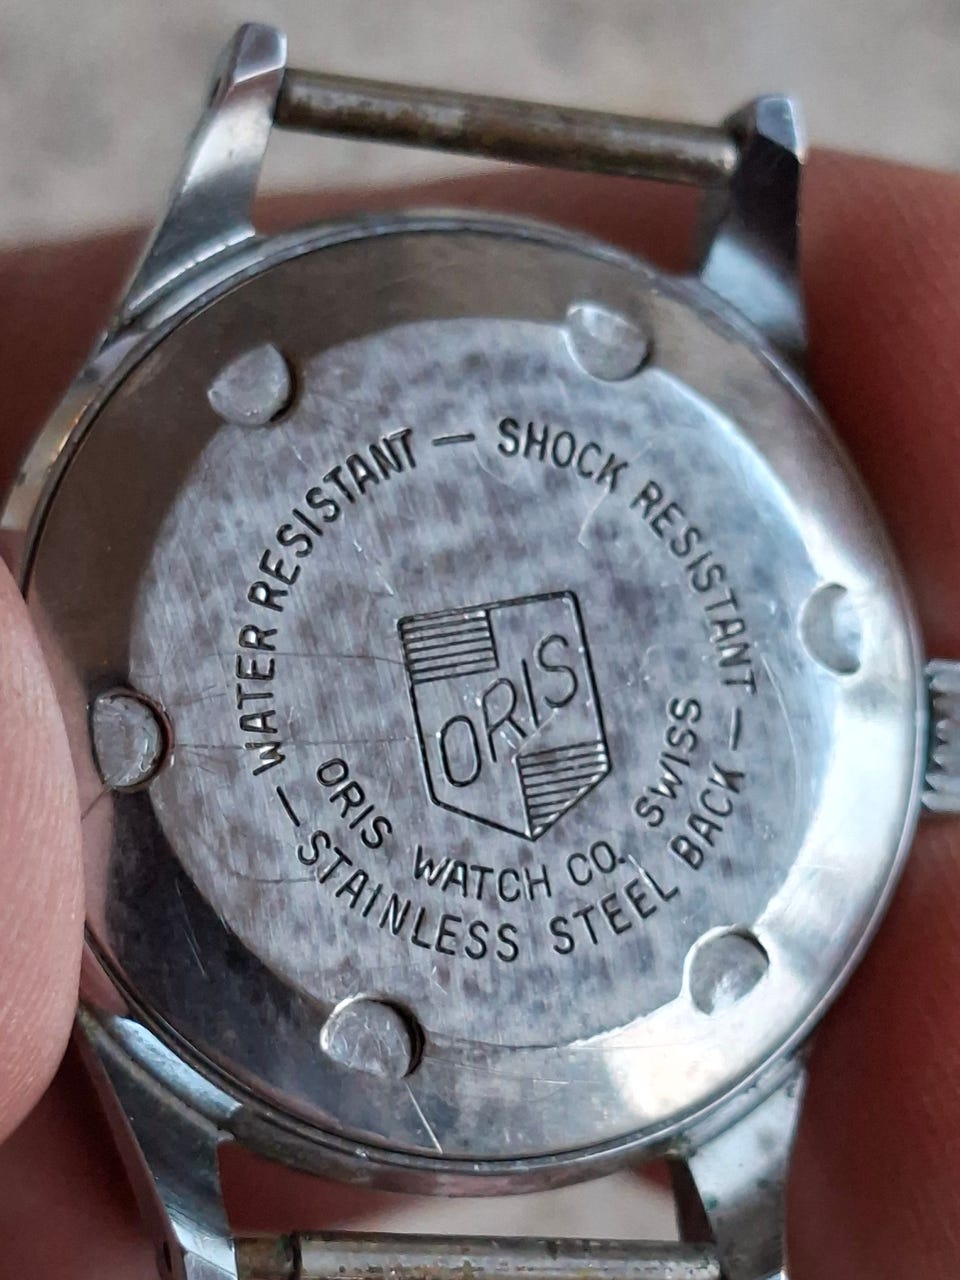 WATER RESISTANT — SHOCK RESISTANT —
STAINLESS STEEL BACK —
ORIS
ORIS WATCH CO. SWISS